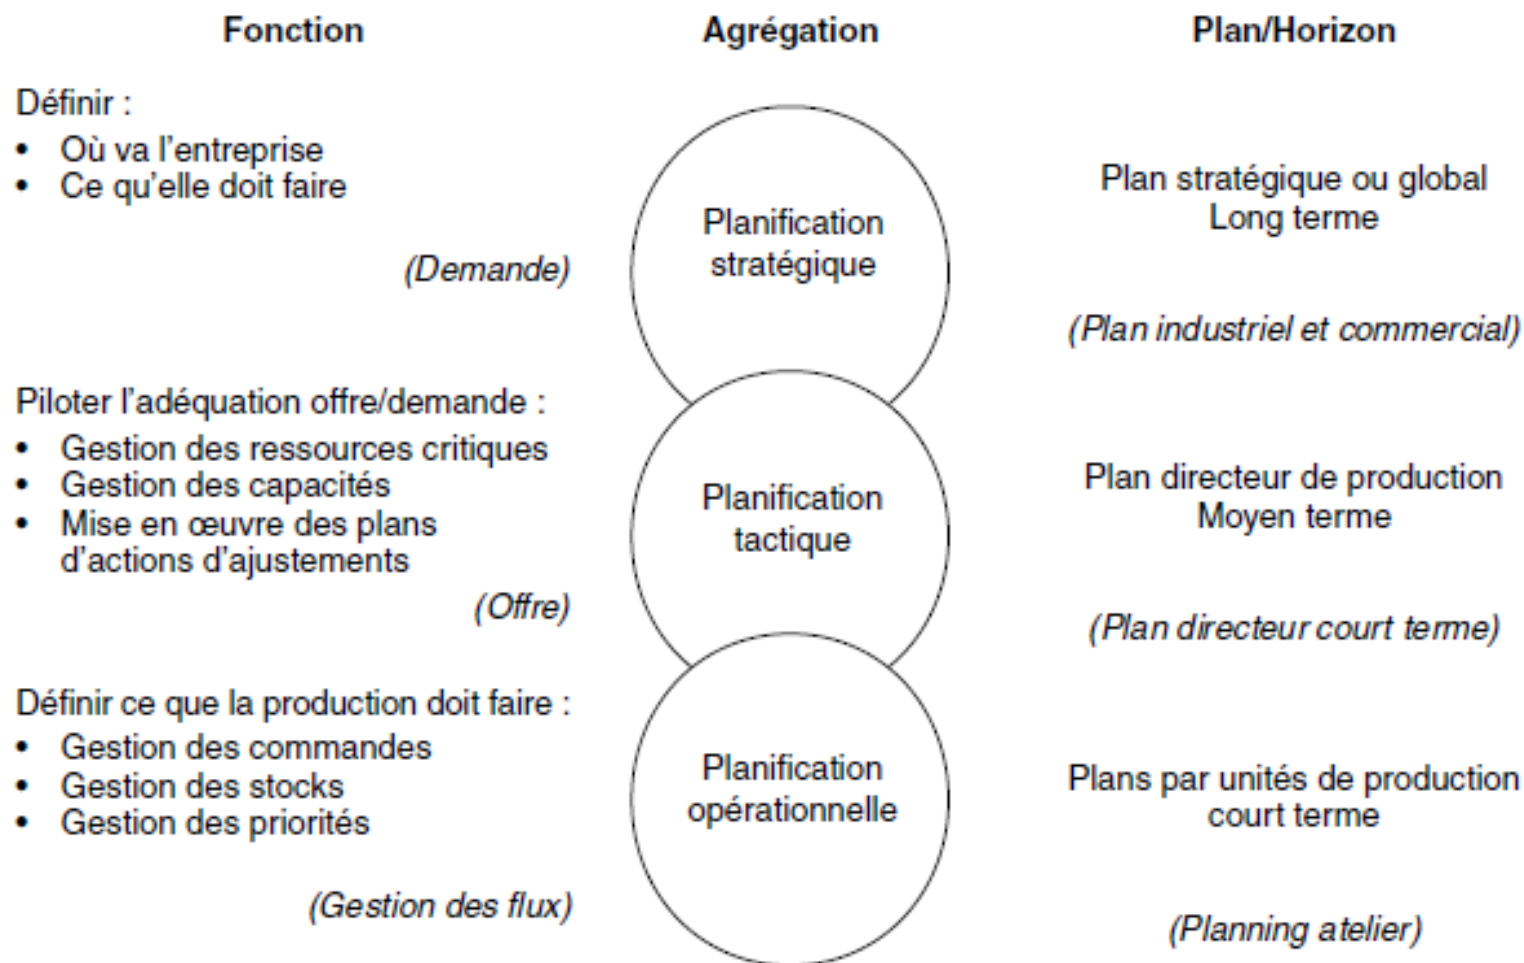 Fonction
Agrégation
Plan/Horizon
Définir :
• Où va l'entreprise
• Ce qu'elle doit faire
(Demande)
Planification
stratégique
Plan stratégique ou global
Long terme
(Plan industriel et commercial)
Piloter l'adéquation offre/demande :
• Gestion des ressources critiques
• Gestion des capacités
• Mise en œuvre des plans
d'actions d'ajustements
(Offre)
Planification
tactique
Plan directeur de production
Moyen terme
(Plan directeur court terme)
Définir ce que la production doit faire :
• Gestion des commandes
• Gestion des stocks
• Gestion des priorités
(Gestion des flux)
Planification
opérationnelle
Plans par unités de production
court terme
(Planning atelier)